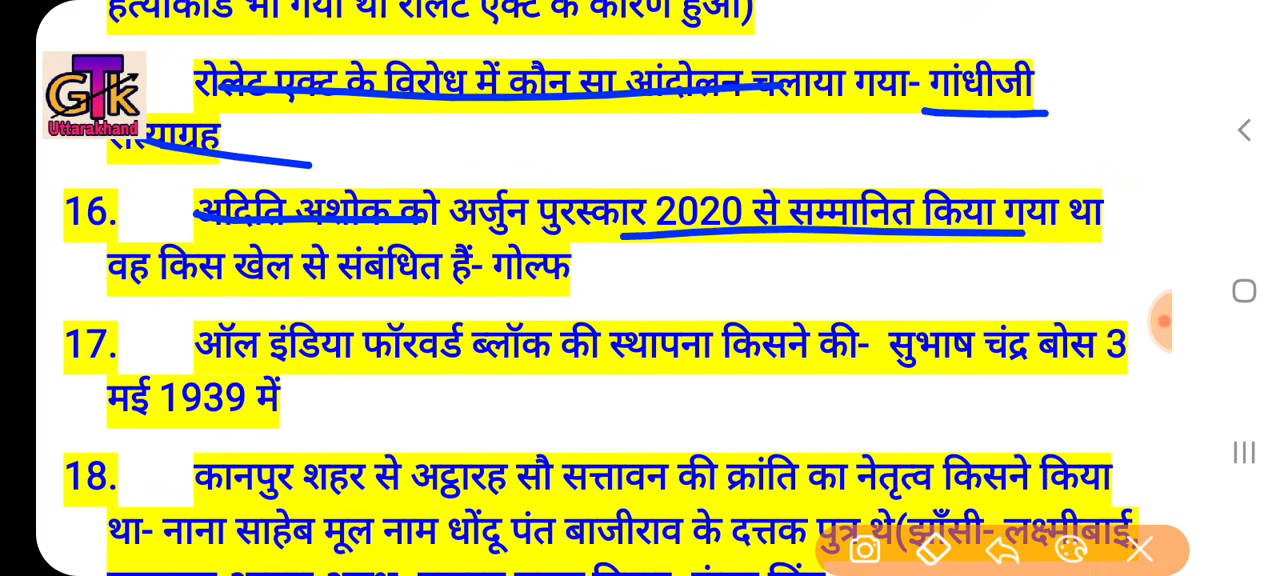 हत्याकांड भी गया था रोलेट एक्ट के कारण हुआ)
रोलेट एक्ट के विरोध में कौन सा आंदोलन चलाया गया- गांधीजी
सत्याग्रह
GTK
Uttarakhand
16. अदिति अशोक को अर्जुन पुरस्कार 2020 से सम्मानित किया गया था
वह किस खेल से संबंधित हैं- गोल्फ
17. ऑल इंडिया फॉरवर्ड ब्लॉक की स्थापना किसने की- सुभाष चंद्र बोस 3
मई 1939 में
18. कानपुर शहर से अट्ठारह सौ सत्तावन की क्रांति का नेतृत्व किसने किया
था- नाना साहेब मूल नाम धोंदू पंत बाजीराव के दत्तक पुत्र थे(झाँसी- लक्ष्मीबाई,